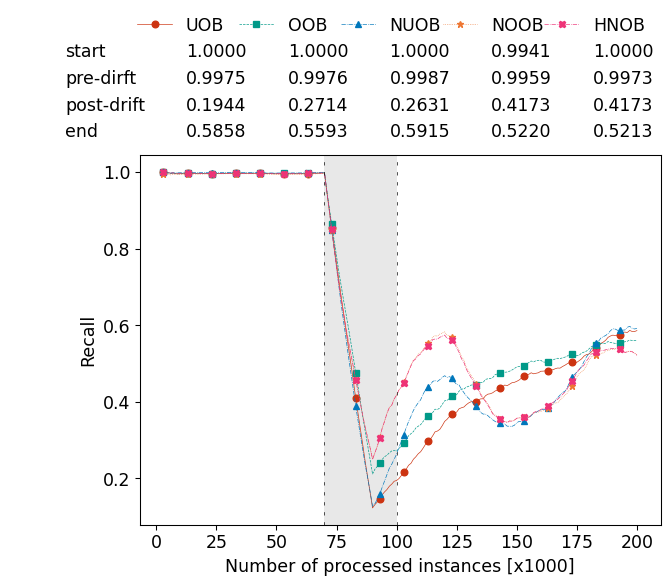 UOB OOB NUOB NOOB HNOB
start 1.0000 1.0000 1.0000 0.9941 1.0000
pre-dirft 0.9975 0.9976 0.9987 0.9959 0.9973
post-drift 0.1944 0.2714 0.2631 0.4173 0.4173
end 0.5858 0.5593 0.5915 0.5220 0.5213
1.0
0.8
0.6
0.4
0.2
Recall
0 25 50 75 100 125 150 175 200
Number of processed instances [x1000]